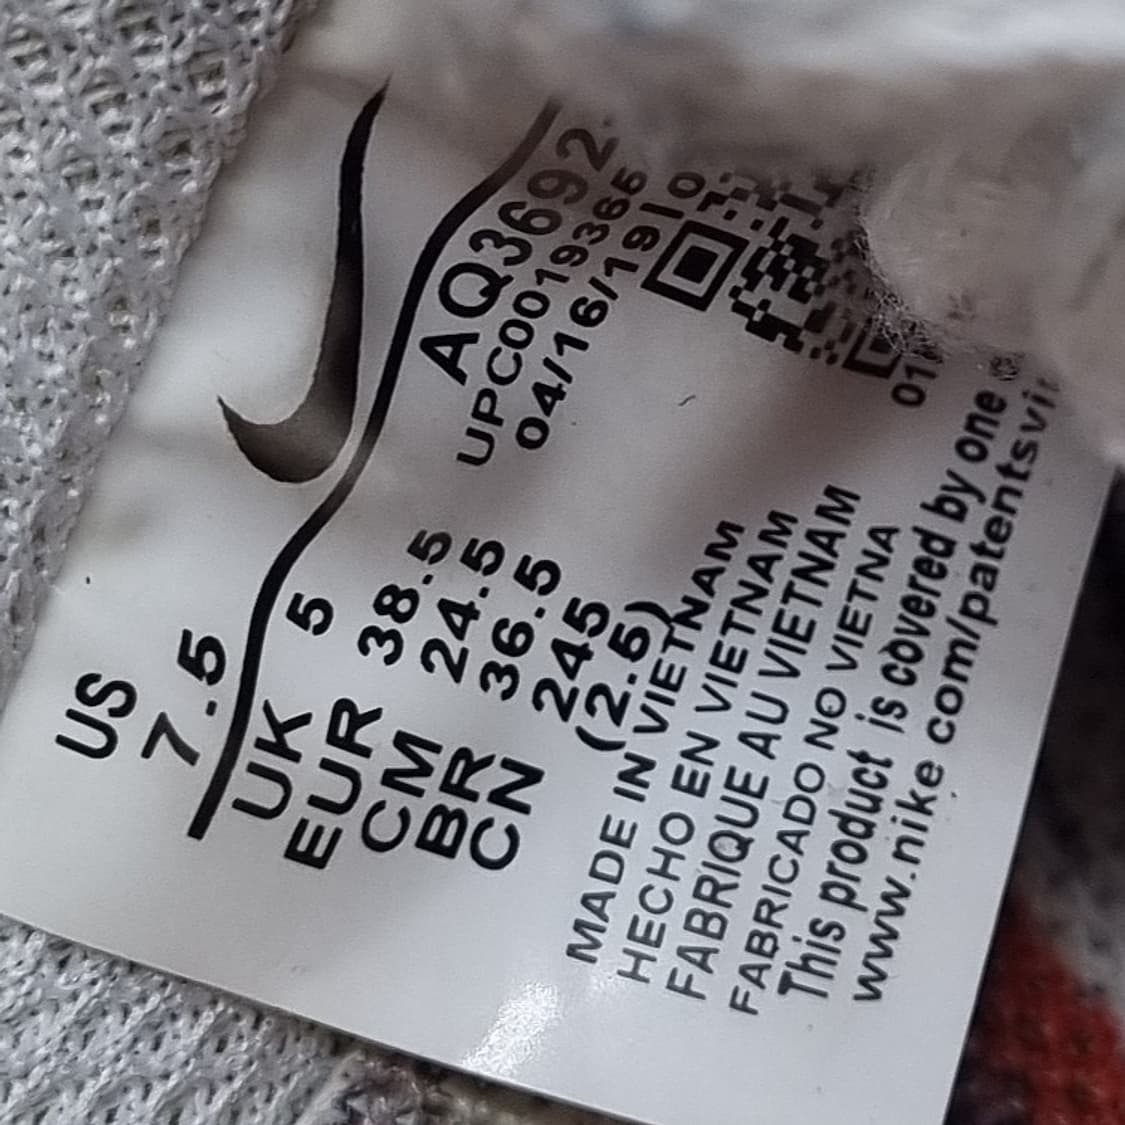 US
7.5
UK 5
EUR 38.5
CM 24.5
BR 36.5
CN 245
(2.5)
AQ3692
UPC0019365
04/16/19
MADE IN VIETNAM
HECHO EN VIETNAM
FABRIQUE AU VIETNAM
FABRICADO NO VIETNA
This product is covered by one
www.nike com/patentsvi